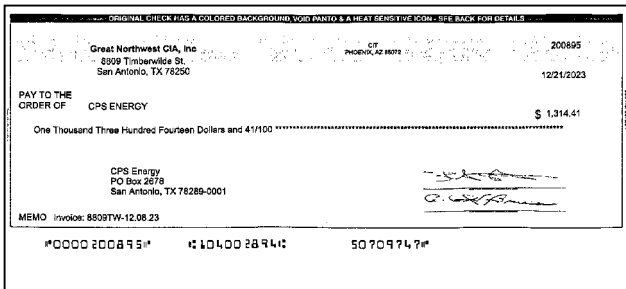 ORIGINAL CHECK HAS A COLORED BACKGROUND, VOID PANTO & A HEAT SENSITIVE ICON - SEE BACK FOR DETAILS
Great Northwest CIA, Inc
8809 Timberwilde St.
San Antonio, TX 78250
CIT
PHOENIX, AZ 85072
200895
12/21/2023
PAY TO THE
ORDER OF CPS ENERGY
$ 1,314.41
One Thousand Three Hundred Fourteen Dollars and 41/100 ****************************************************************************
CPS Energy
PO Box 2678
San Antonio, TX 78289-0001
MEMO Invoice: 8809TW-12.08.23
⑈0000200895⑈ ⑆104002894⑆ 50709747⑈